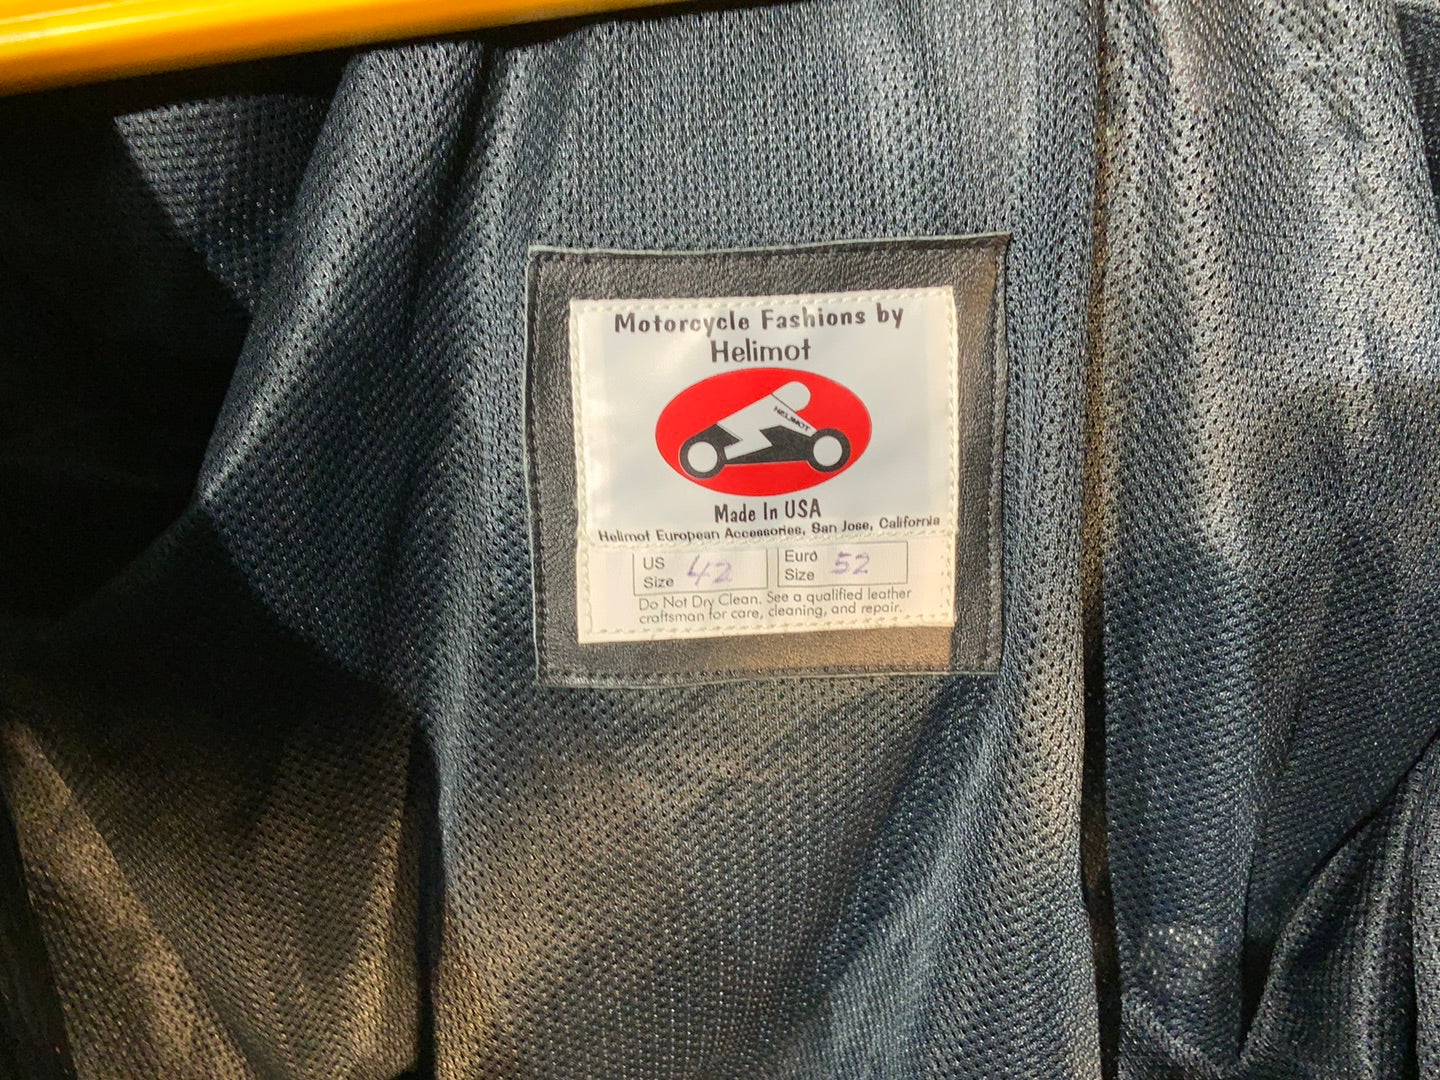 Motorcycle Fashions by
Helimot
HELIMOT
Made In USA
Helimot European Accessories, San Jose, California
US Size 42
Euro Size 52
Do Not Dry Clean. See a qualified leather
craftsman for care, cleaning, and repair.